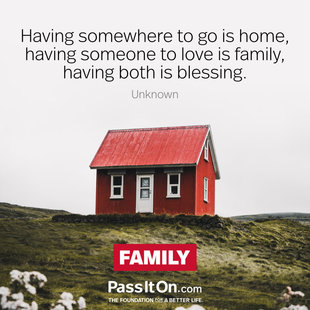 Having somewhere to go is home,
having someone to love is family,
having both is blessing.
Unknown
FAMILY
PassItOn.com
THE FOUNDATION FOR A BETTER LIFE.